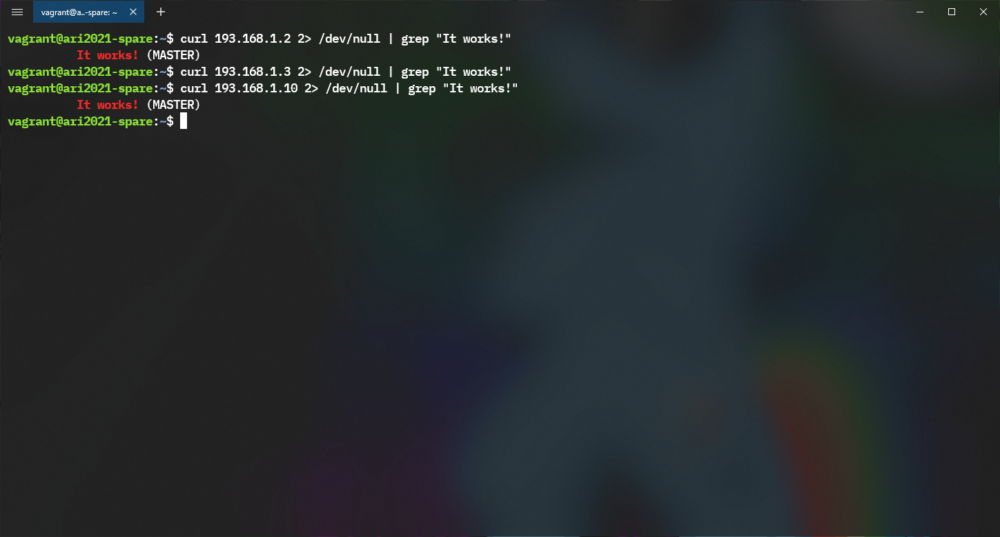 vagrant@a..-spare: ~
vagrant@ari2021-spare:~$ curl 193.168.1.2 2> /dev/null | grep "It works!"
          It works! (MASTER)
vagrant@ari2021-spare:~$ curl 193.168.1.3 2> /dev/null | grep "It works!"
vagrant@ari2021-spare:~$ curl 193.168.1.10 2> /dev/null | grep "It works!"
          It works! (MASTER)
vagrant@ari2021-spare:~$